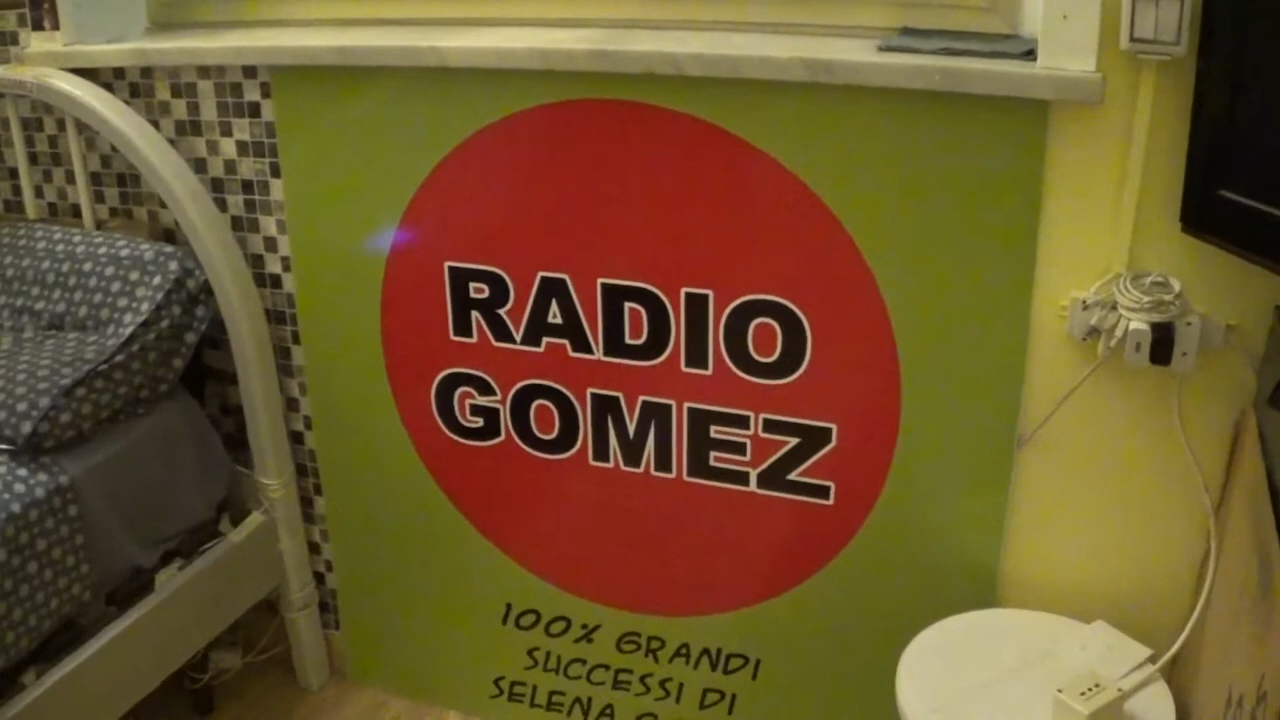 RADIO
GOMEZ
100% GRANDI
SUCCESSI DI
SELENA